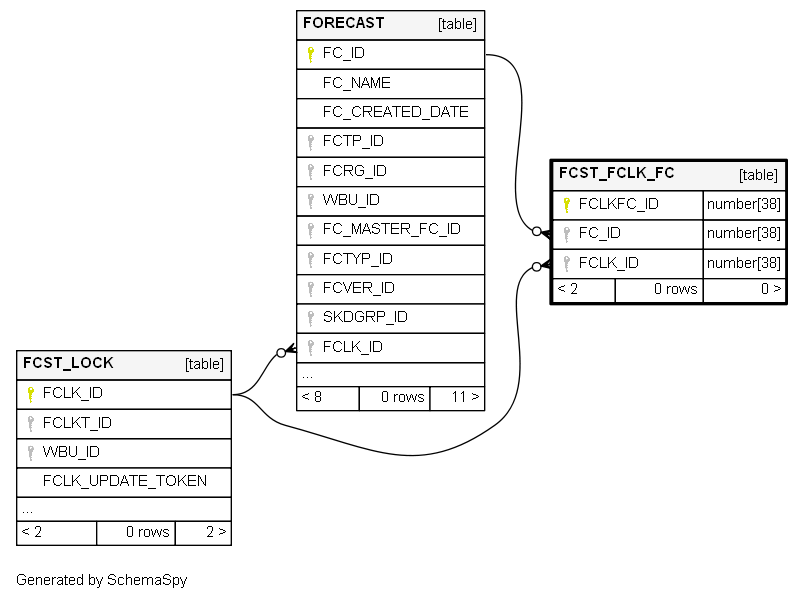 FORECAST [table]
FC_ID
FC_NAME
FC_CREATED_DATE
FCTP_ID
FCRG_ID
WBU_ID
FC_MASTER_FC_ID
FCTYP_ID
FCVER_ID
SKDGRP_ID
FCLK_ID
...
< 8 0 rows 11 >
FCST_FCLK_FC [table]
FCLKFC_ID number[38]
FC_ID number[38]
FCLK_ID number[38]
< 2 0 rows 0 >
FCST_LOCK [table]
FCLK_ID
FCLKT_ID
WBU_ID
FCLK_UPDATE_TOKEN
...
< 2 0 rows 2 >
Generated by SchemaSpy